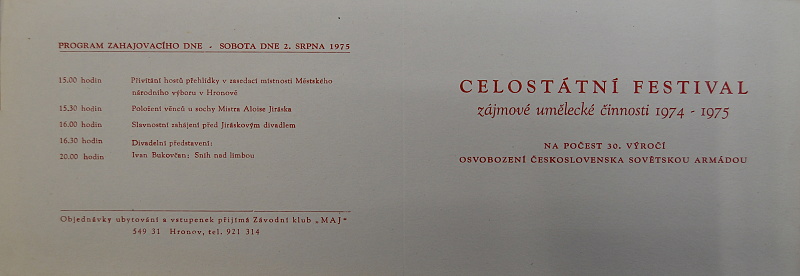 PROGRAM ZAHAJOVACÍHO DNE - SOBOTA DNE 2. SRPNA 1975
15.00 hodin Přivítání hostů přehlídky v zasedací místnosti Městského
národního výboru v Hronově
15.30 hodin Položení věnců u sochy Mistra Aloise Jiráska
16.00 hodin Slavnostní zahájení před Jiráskovým divadlem
16.30 hodin Divadelní představení:
20.00 hodin Ivan Bukovčan: Sníh nad limbou
Objednávky ubytování a vstupenek přijímá Závodní klub „MAJ“
549 31 Hronov, tel. 921 314
CELOSTÁTNÍ FESTIVAL
zájmové umělecké činnosti 1974 - 1975
NA POČEST 30. VÝROČÍ
OSVOBOZENÍ ČESKOSLOVENSKA SOVĚTSKOU ARMÁDOU